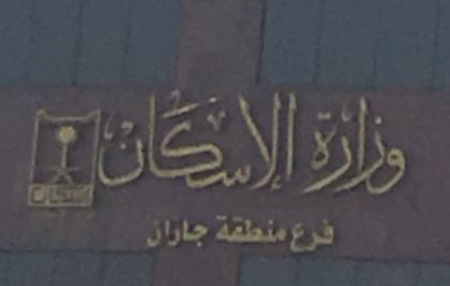 وزارة الإسكان
فرع منطقة جازان